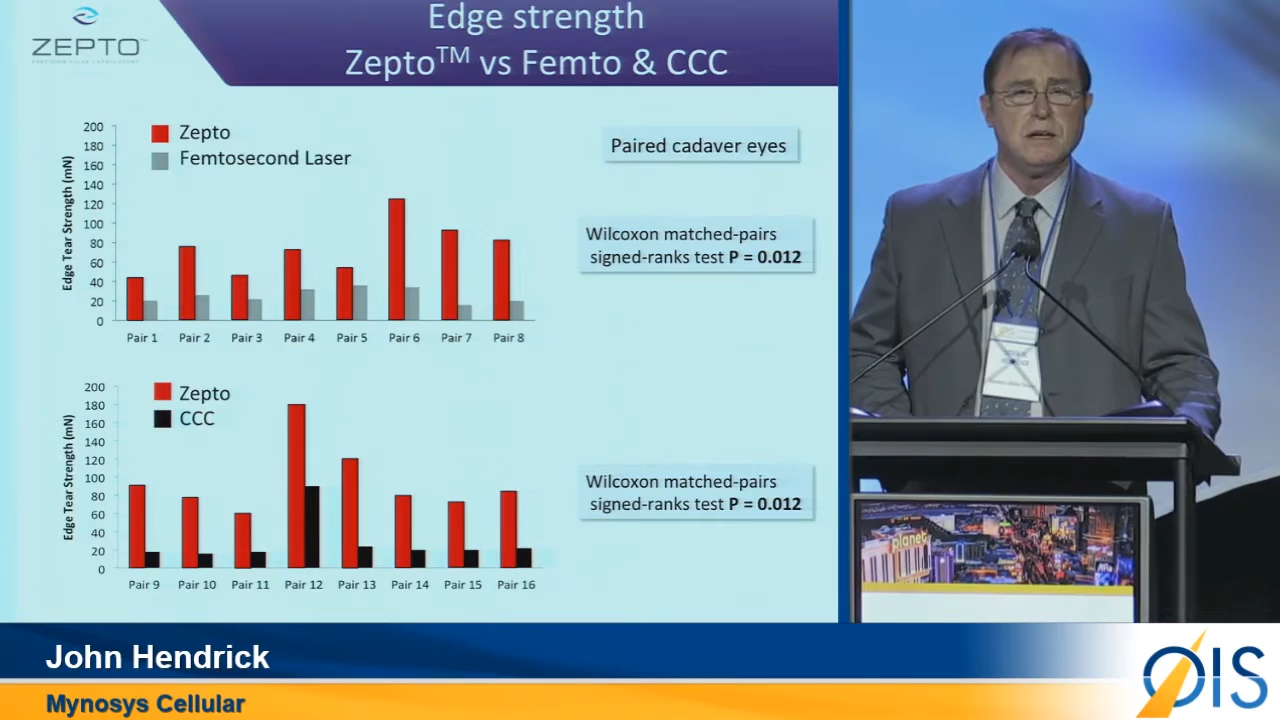 ZEPTO™
PRECISION PULSE CAPSULOTOMY
Edge strength
Zepto™ vs Femto & CCC
200
180
160
140
120
100
80
60
40
20
0
Edge Tear Strength (mN)
Zepto
Femtosecond Laser
Pair 1 Pair 2 Pair 3 Pair 4 Pair 5 Pair 6 Pair 7 Pair 8
Paired cadaver eyes
Wilcoxon matched-pairs
signed-ranks test P = 0.012
200
180
160
140
120
100
80
60
40
20
0
Edge Tear Strength (mN)
Zepto
CCC
Pair 9 Pair 10 Pair 11 Pair 12 Pair 13 Pair 14 Pair 15 Pair 16
Wilcoxon matched-pairs
signed-ranks test P = 0.012
planet
John Hendrick
Mynosys Cellular
OIS